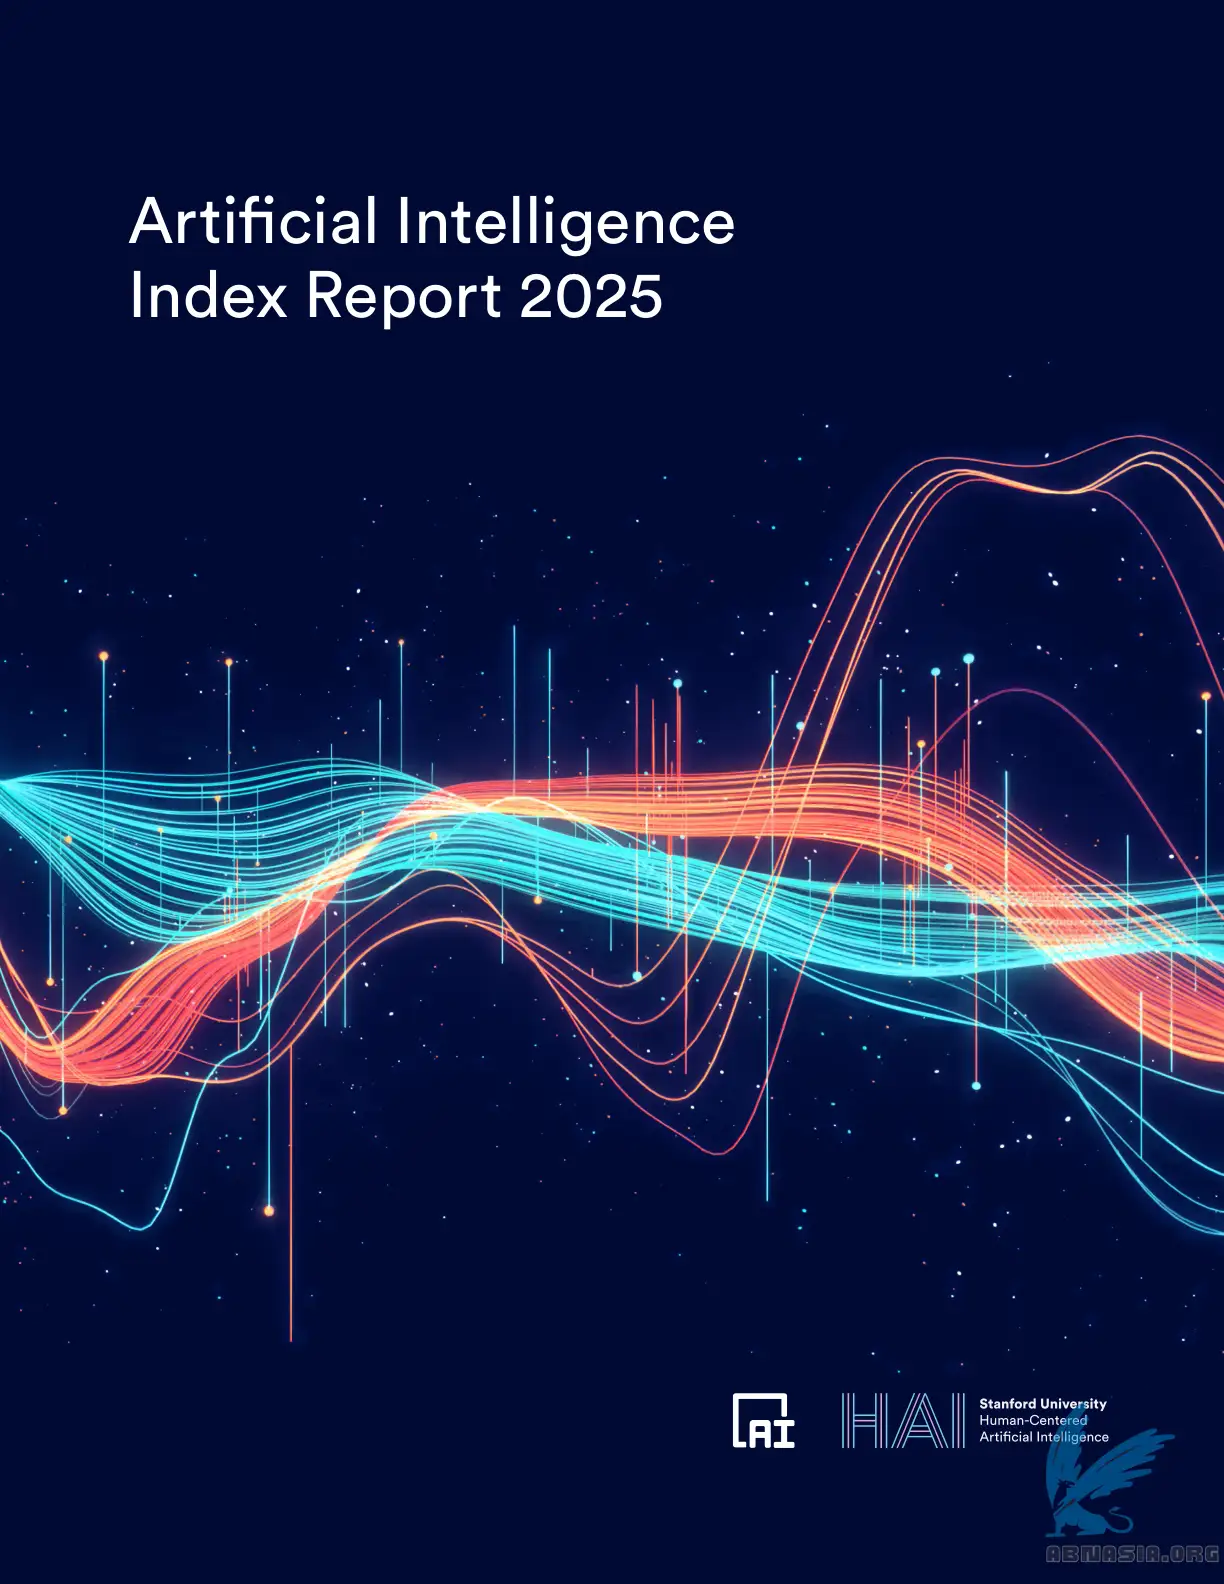 Artificial Intelligence
Index Report 2025
AI
HAI
Stanford University
Human-Centered
Artificial Intelligence
ABMASIA.ORG